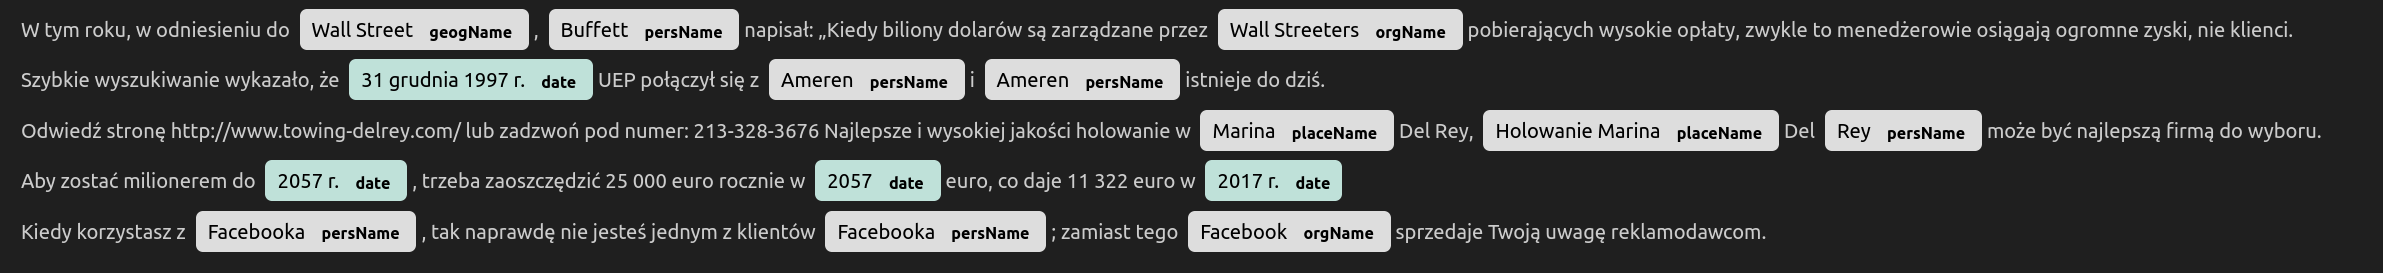 W tym roku, w odniesieniu do Wall Street geogName , Buffett persName napisał: „Kiedy biliony dolarów są zarządzane przez Wall Streeters orgName pobierających wysokie opłaty, zwykle to menedżerowie osiągają ogromne zyski, nie klienci.
Szybkie wyszukiwanie wykazało, że 31 grudnia 1997 r. date UEP połączył się z Ameren persName i Ameren persName istnieje do dziś.
Odwiedź stronę http://www.towing-delrey.com/ lub zadzwoń pod numer: 213-328-3676 Najlepsze i wysokiej jakości holowanie w Marina placeName Del Rey, Holowanie Marina placeName Del Rey persName może być najlepszą firmą do wyboru.
Aby zostać milionerem do 2057 r. date , trzeba zaoszczędzić 25 000 euro rocznie w 2057 date euro, co daje 11 322 euro w 2017 r. date
Kiedy korzystasz z Facebooka persName , tak naprawdę nie jesteś jednym z klientów Facebooka persName ; zamiast tego Facebook orgName sprzedaje Twoją uwagę reklamodawcom.